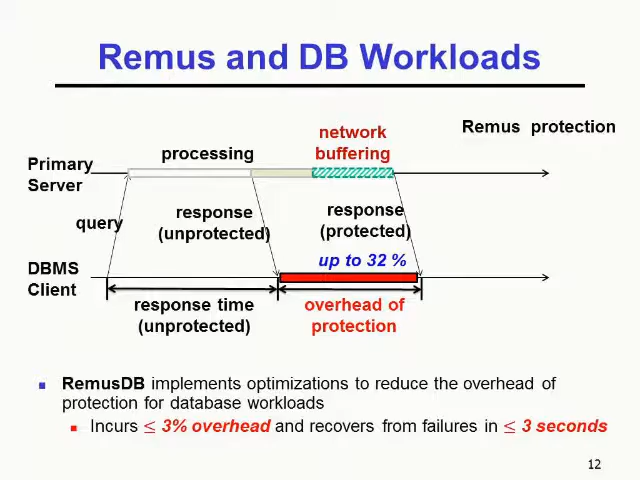 Remus and DB Workloads
Remus protection
network
buffering
processing
Primary
Server
response
(unprotected)
response
(protected)
query
up to 32 %
DBMS
Client
response time
(unprotected)
overhead of
protection
RemusDB implements optimizations to reduce the overhead of
protection for database workloads
Incurs ≤ 3% overhead and recovers from failures in ≤ 3 seconds
12